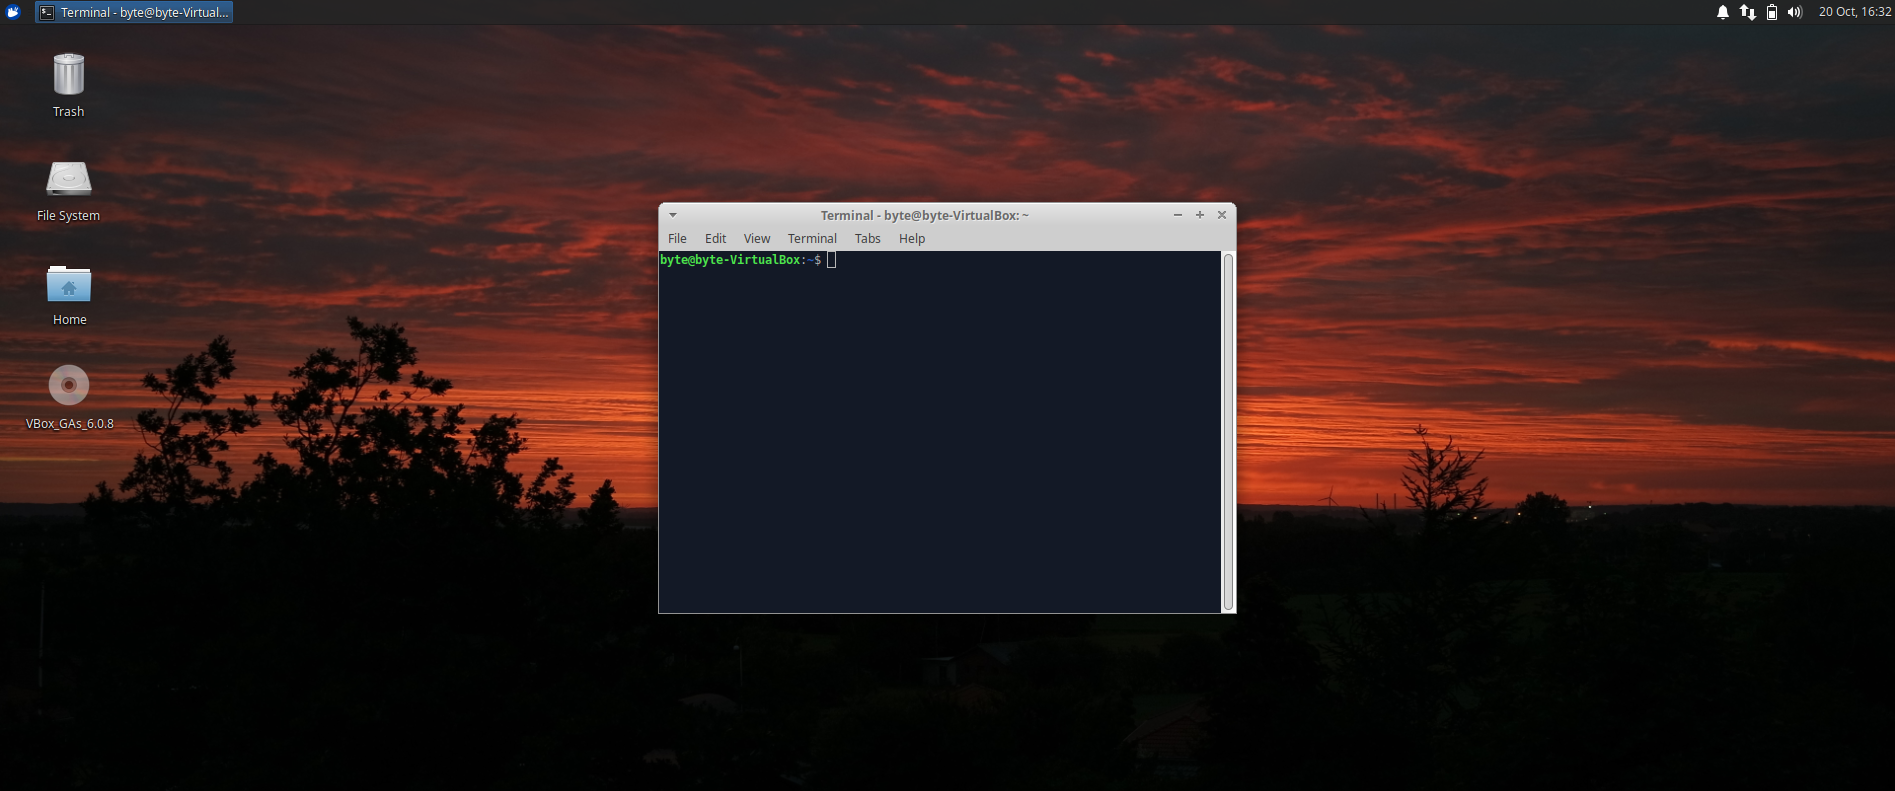 Terminal - byte@byte-Virtual...
20 Oct, 16:32
Trash
File System
Home
VBox_GAs_6.0.8
Terminal - byte@byte-VirtualBox: ~
File Edit View Terminal Tabs Help
byte@byte-VirtualBox:~$